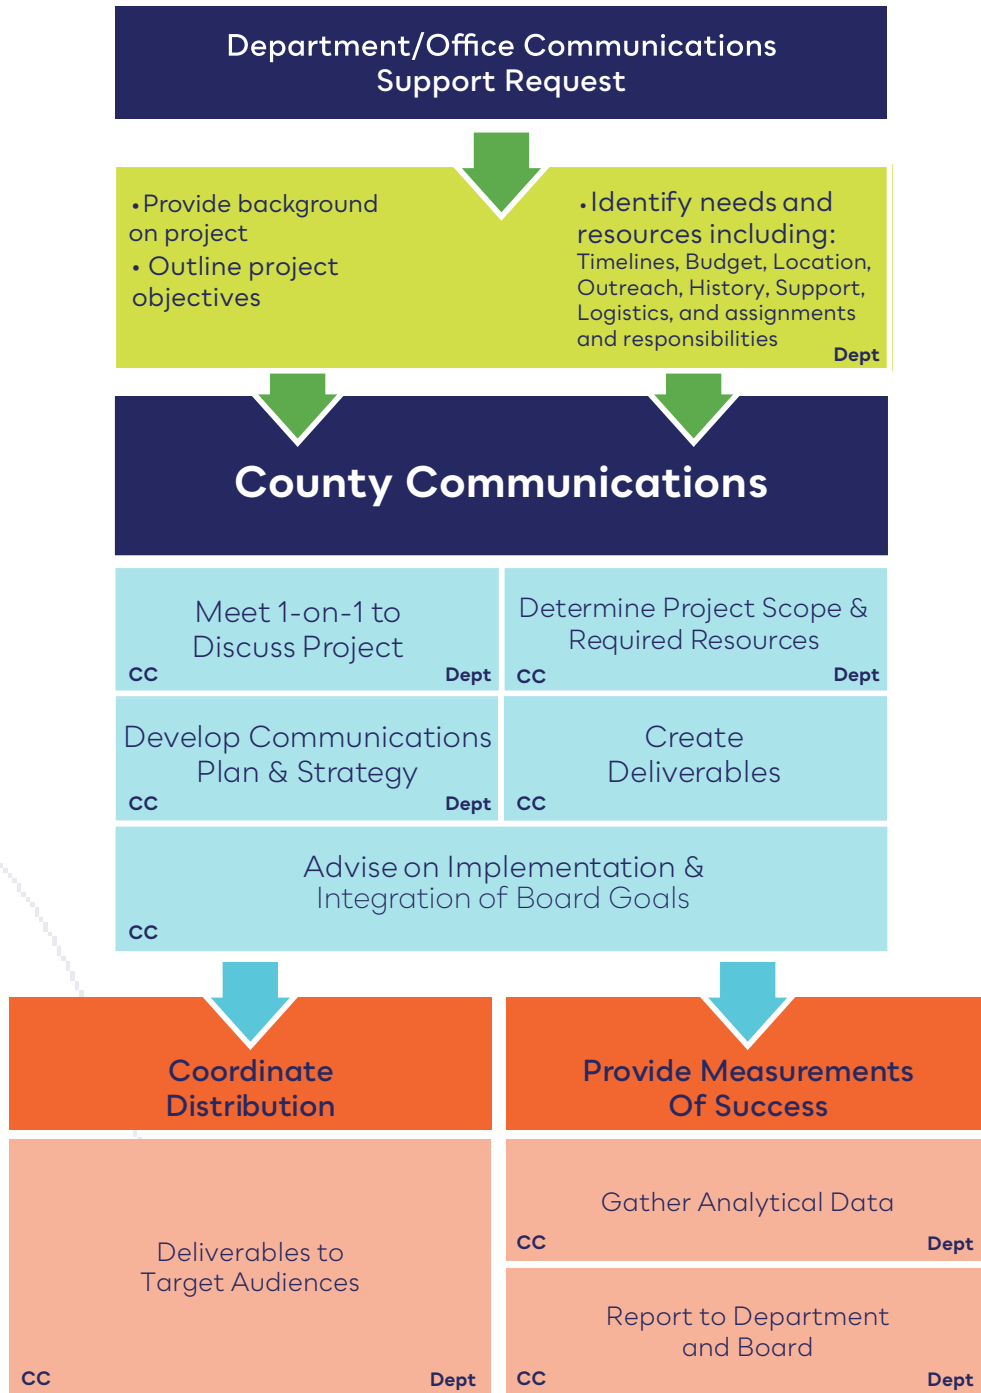 Department/Office Communications
Support Request
•Provide background
on project
• Outline project
objectives
•Identify needs and
resources including:
Timelines, Budget, Location,
Outreach, History, Support,
Logistics, and assignments
and responsibilities
Dept
County Communications
Meet 1-on-1 to
Discuss Project
CC
Dept
Determine Project Scope &
Required Resources
CC
Dept
Develop Communications
Plan & Strategy
CC
Dept
Create
Deliverables
CC
Advise on Implementation &
Integration of Board Goals
CC
Coordinate
Distribution
Deliverables to
Target Audiences
CC
Dept
Provide Measurements
Of Success
Gather Analytical Data
CC
Dept
Report to Department
and Board
CC
Dept